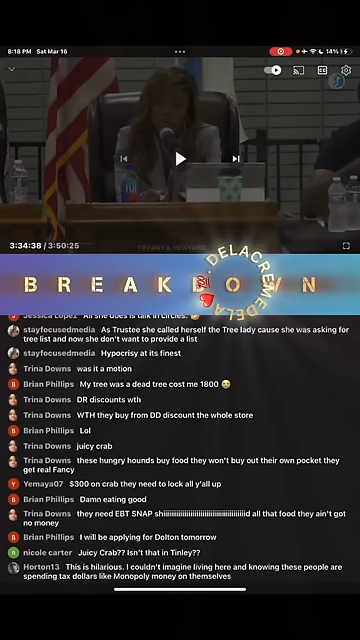 8:18 PM Sat Mar 16
14%
CC
3:34:38 / 3:50:25
TIFFANY A. HENYARD
DELACREMEDELA
BREAKDOWN
💯
Jessica Lopez All she does is talk in circles.
stayfocusedmedia As Trustee she called herself the Tree lady cause she was asking for
tree list and now she don't want to provide a list
stayfocusedmedia Hypocrisy at its finest
Trina Downs was it a motion
B Brian Phillips My tree was a dead tree cost me 1800 😭
Trina Downs DR discounts wth
Trina Downs WTH they buy from DD discount the whole store
B Brian Phillips Lol
Trina Downs juicy crab
Trina Downs these hungry hounds buy food they won't buy out their own pocket they
get real Fancy
Y Yemaya07 $300 on crab they need to lock all y'all up
B Brian Phillips Damn eating good
Trina Downs they need EBT SNAP shiiiiiiiiiiiiiiiiiiiiiiiiiiiiiiiiid all that food they ain't got
no money
B Brian Phillips I will be applying for Dolton tomorrow
n nicole carter Juicy Crab?? Isn't that in Tinley??
Horton13 This is hilarious. I couldn't imagine living here and knowing these people are
spending tax dollars like Monopoly money on themselves